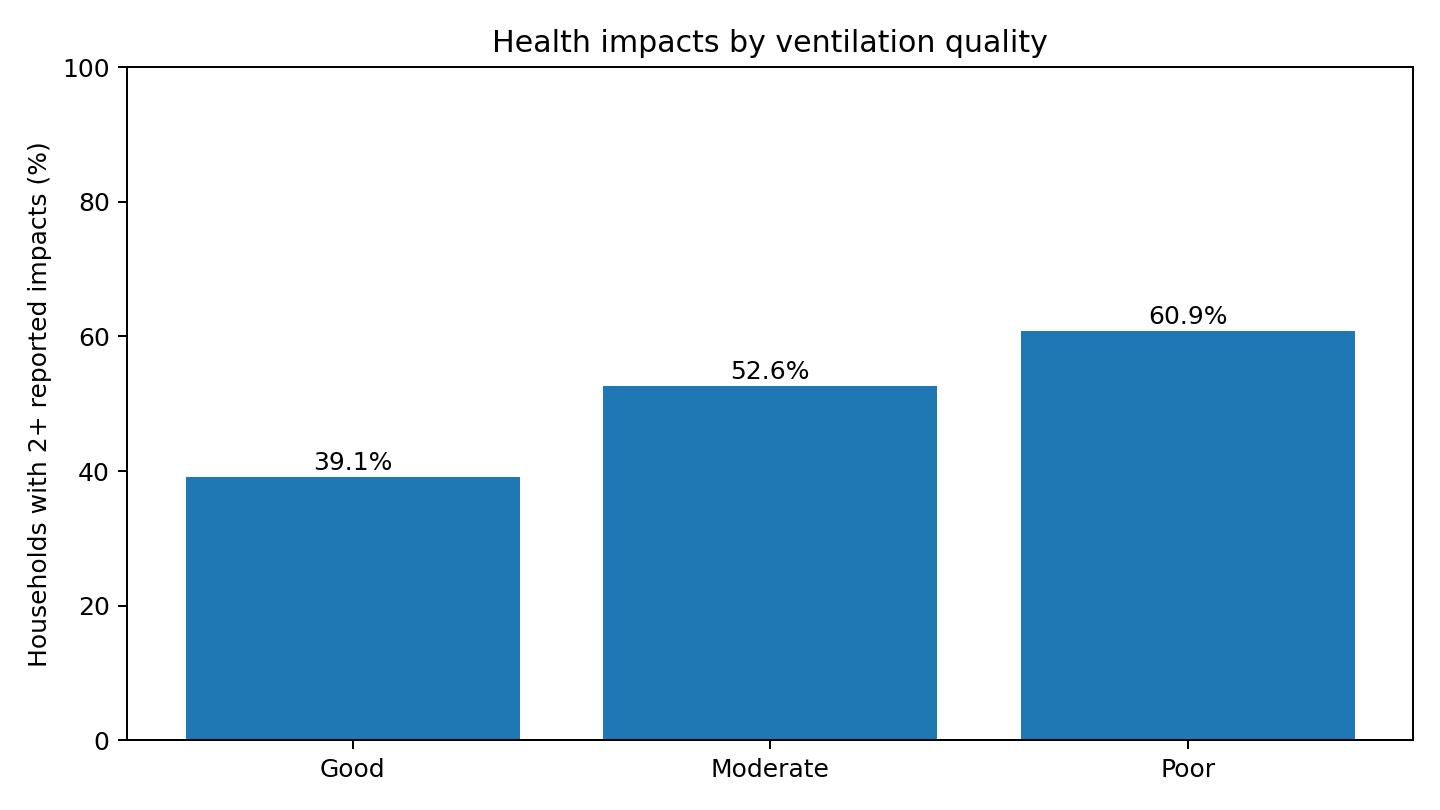 Health impacts by ventilation quality
Households with 2+ reported impacts (%)
100
80
60
40
20
0
39.1%
52.6%
60.9%
Good
Moderate
Poor